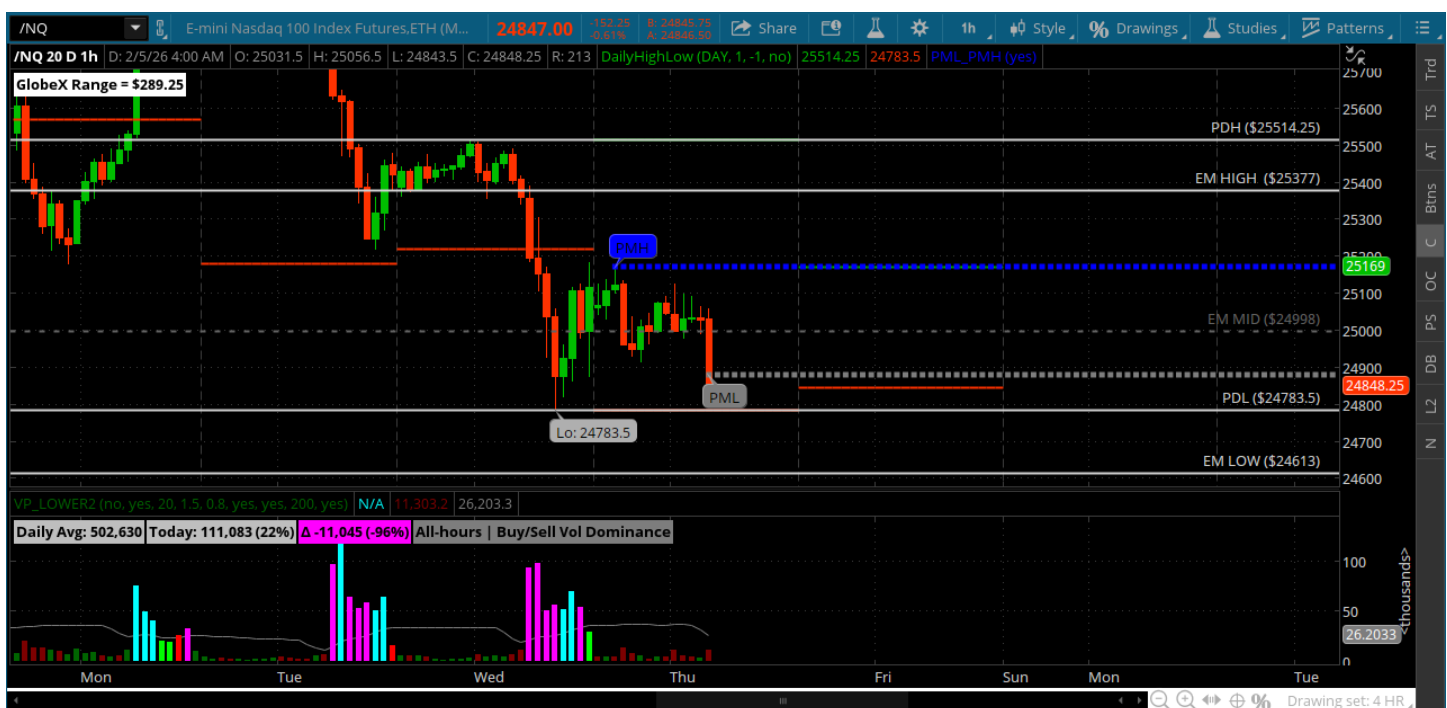 /NQ E-mini Nasdaq 100 Index Futures,ETH (M... 24847.00 -152.25 -0.61% B: 24845.75 A: 24846.50 Share 1h Style % Drawings Studies Patterns
/NQ 20 D 1h D: 2/5/26 4:00 AM O: 25031.5 H: 25056.5 L: 24843.5 C: 24848.25 R: 213 DailyHighLow (DAY, 1, -1, no) 25514.25 24783.5 PML_PMH (yes)
GlobeX Range = $289.25
25700
25600
PDH ($25514.25)
25500
EM HIGH ($25377)
25400
25300
PMH
25169
25100
EM MID ($24998)
25000
24900
24848.25
PML
PDL ($24783.5)
24800
Lo: 24783.5
24700
EM LOW ($24613)
24600
VP_LOWER2 (no, yes, 20, 1.5, 0.8, yes, yes, 200, yes) N/A 11,303.2 26,203.3
Daily Avg: 502,630 Today: 111,083 (22%) Δ -11,045 (-96%) All-hours | Buy/Sell Vol Dominance
100
50
26.2033
0
<thousands>
Mon Tue Wed Thu Fri Sun Mon Tue
Drawing set: 4 HR
Trd
TS
AT
Btns
C
OC
PS
DB
L2
N